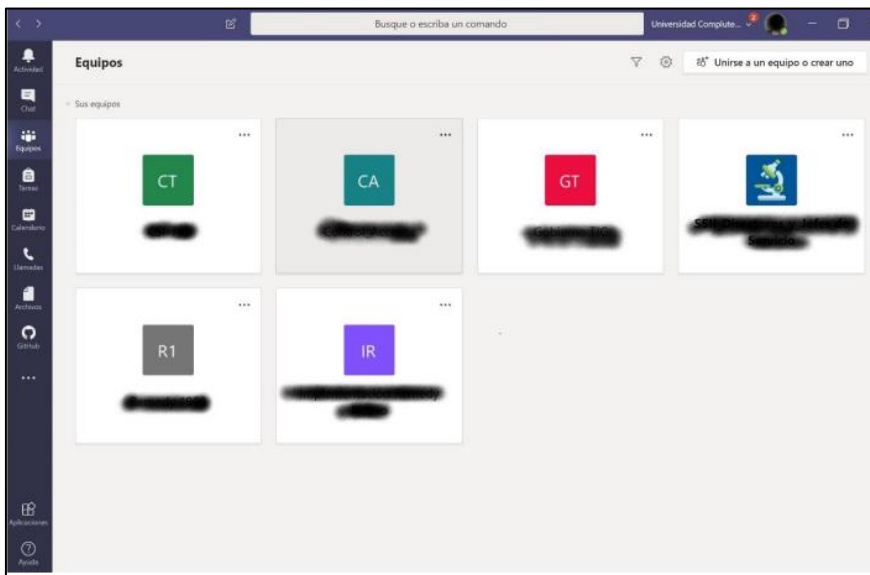 Busque o escriba un comando
Universidad Complute...
2
Actividad
Equipos
Unirse a un equipo o crear uno
Chat
Sus equipos
Equipos
CT
CA
GT
Tareas
Calendario
Llamadas
Archivos
R1
IR
GitHub
Aplicaciones
Ayuda